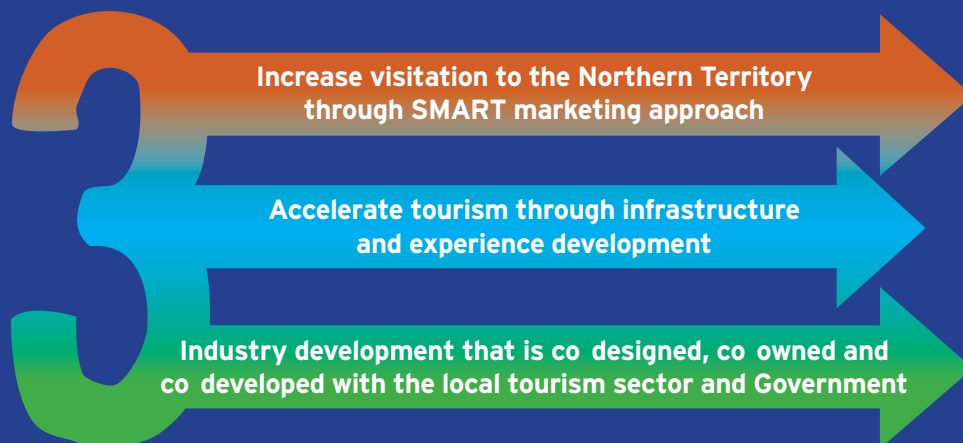 3
Increase visitation to the Northern Territory
through SMART marketing approach
Accelerate tourism through infrastructure
and experience development
Industry development that is co designed, co owned and
co developed with the local tourism sector and Government